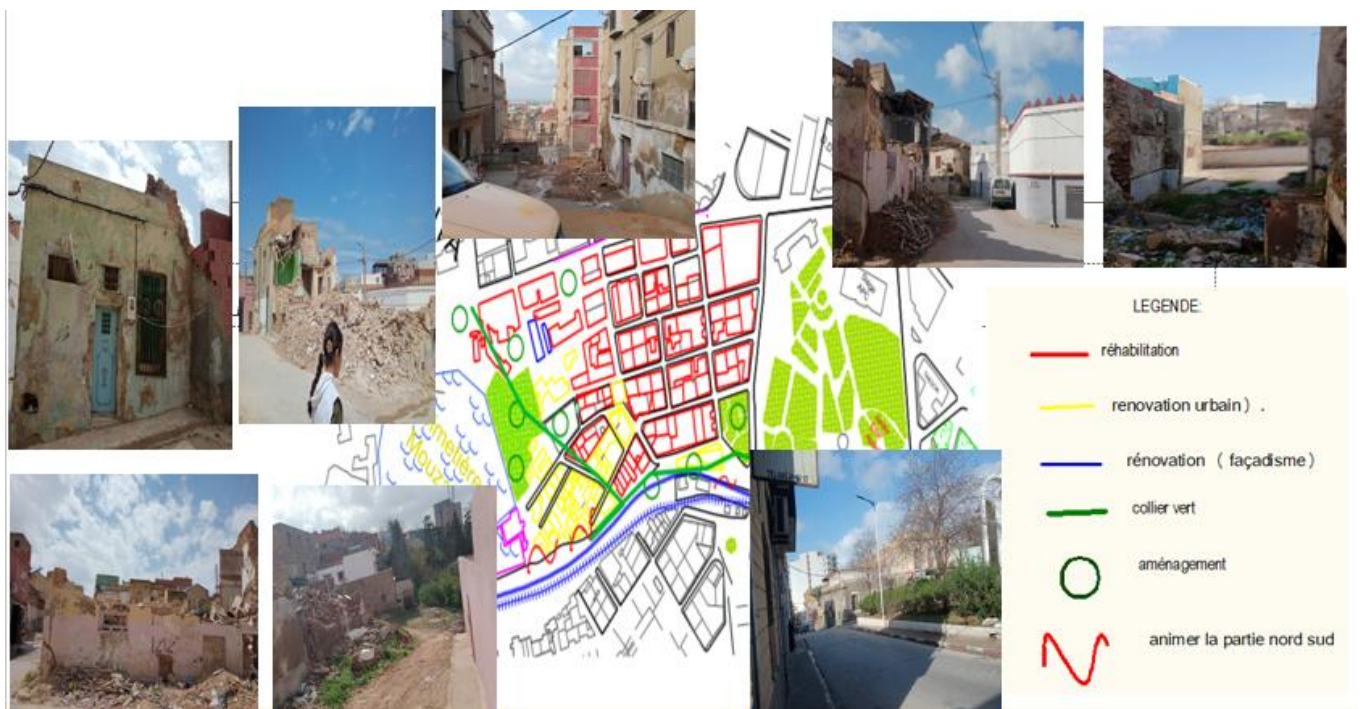 LEGENDE:
réhabilitation
renovation urbain) .
rénovation ( façadisme)
collier vert
aménagement
animer la partie nord sud